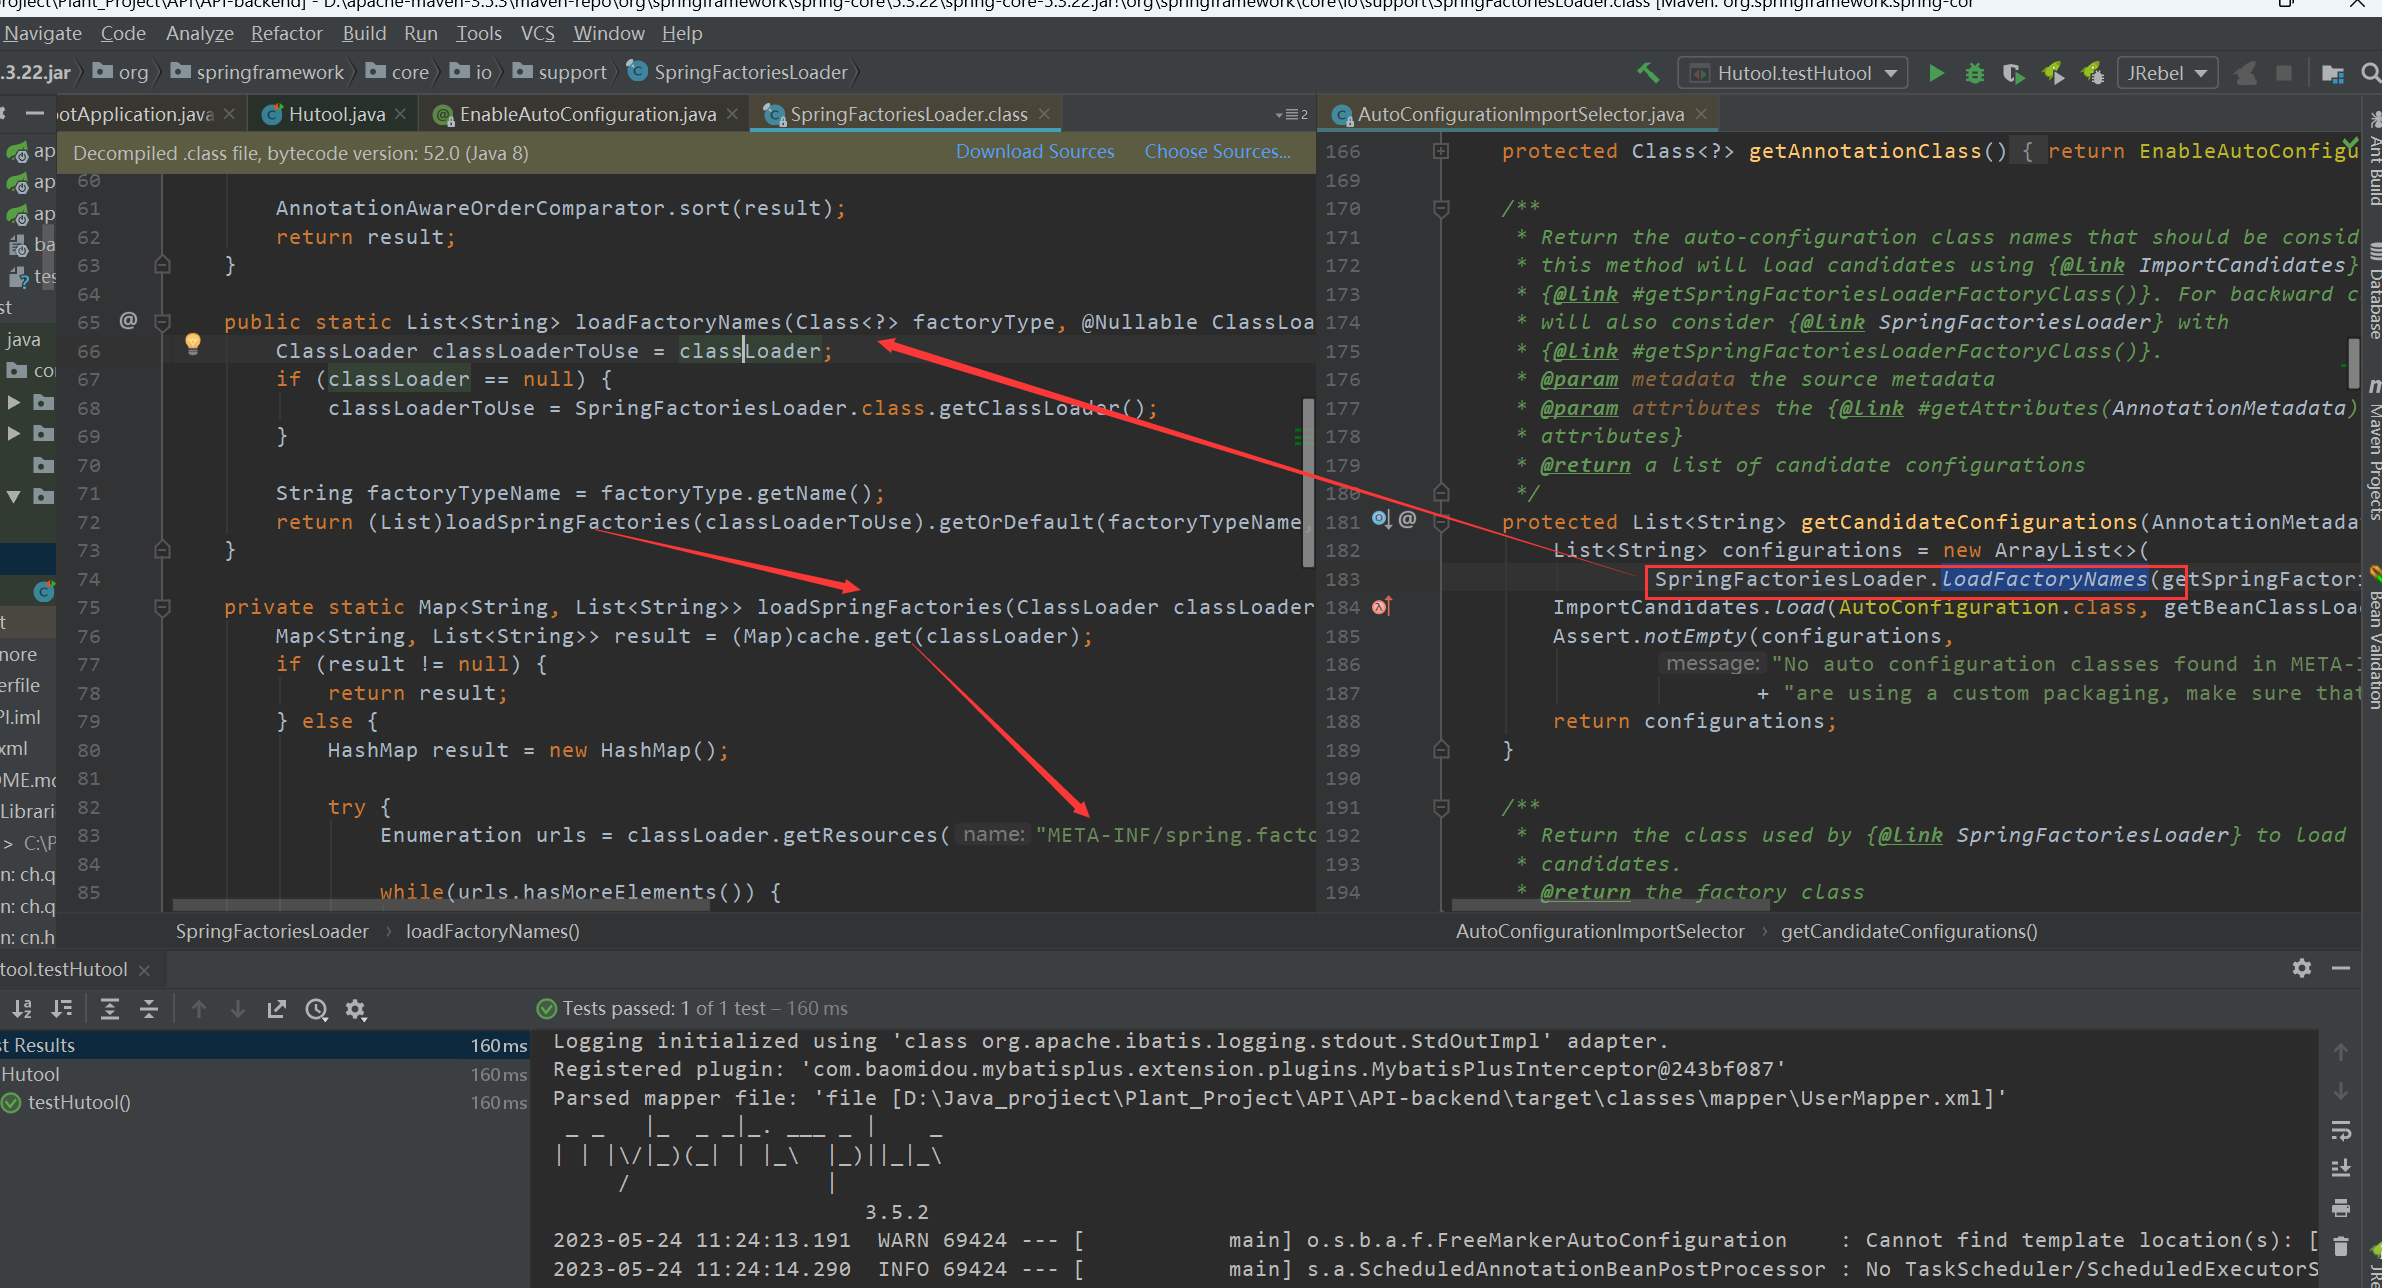 projiect\Plant_Project\API\API-backend] - D:\apache-maven-3.5.3\maven-repo\org\springframework\spring-core\5.3.22\spring-core-5.3.22.jar!\org\springframework\core\io\support\SpringFactoriesLoader.class [Maven: org.springframework:spring-cor
Navigate Code Analyze Refactor Build Run Tools VCS Window Help
.3.22.jar org springframework core io support SpringFactoriesLoader Hutool.testHutool JRebel
otApplication.java Hutool.java EnableAutoConfiguration.java SpringFactoriesLoader.class 2
Decompiled .class file, bytecode version: 52.0 (Java 8) Download Sources Choose Sources...
60
61 AnnotationAwareOrderComparator.sort(result);
62 return result;
63 }
64
65 @ public static List<String> loadFactoryNames(Class<?> factoryType, @Nullable ClassLoa
66 ClassLoader classLoaderToUse = classLoader;
67 if (classLoader == null) {
68 classLoaderToUse = SpringFactoriesLoader.class.getClassLoader();
69 }
70
71 String factoryTypeName = factoryType.getName();
72 return (List)loadSpringFactories(classLoaderToUse).getOrDefault(factoryTypeName,
73 }
74
75 private static Map<String, List<String>> loadSpringFactories(ClassLoader classLoader
76 Map<String, List<String>> result = (Map)cache.get(classLoader);
77 if (result != null) {
78 return result;
79 } else {
80 HashMap result = new HashMap();
81
82 try {
83 Enumeration urls = classLoader.getResources( name: "META-INF/spring.facto
84
85 while(urls.hasMoreElements()) {
SpringFactoriesLoader › loadFactoryNames()
AutoConfigurationImportSelector.java
166 protected Class<?> getAnnotationClass() { return EnableAutoConfigu
169
170 /**
171 * Return the auto-configuration class names that should be consid
172 * this method will load candidates using {@link ImportCandidates}
173 * {@link #getSpringFactoriesLoaderFactoryClass()}. For backward c
174 * will also consider {@link SpringFactoriesLoader} with
175 * {@link #getSpringFactoriesLoaderFactoryClass()}.
176 * @param metadata the source metadata
177 * @param attributes the {@link #getAttributes(AnnotationMetadata)
178 * attributes}
179 * @return a list of candidate configurations
180 */
181 @ protected List<String> getCandidateConfigurations(AnnotationMetada
182 List<String> configurations = new ArrayList<>(
183 SpringFactoriesLoader.loadFactoryNames(getSpringFactori
184 ImportCandidates.load(AutoConfiguration.class, getBeanClassLoa
185 Assert.notEmpty(configurations,
186 message: "No auto configuration classes found in META-I
187 + "are using a custom packaging, make sure that
188 return configurations;
189 }
190
191 /**
192 * Return the class used by {@link SpringFactoriesLoader} to load
193 * candidates.
194 * @return the factory class
AutoConfigurationImportSelector › getCandidateConfigurations()
ap
ap
ap
ba
tes
st
java
co
t
nore
erfile
PI.iml
xml
OME.md
Librari
> C:\P
n: ch.q
n: ch.q
n: cn.h
Ant Build
Database
Maven Projects
Bean Validation
JRe
tool.testHutool
Tests passed: 1 of 1 test – 160 ms
st Results 160 ms
Hutool 160 ms
testHutool() 160 ms
Logging initialized using 'class org.apache.ibatis.logging.stdout.StdOutImpl' adapter.
Registered plugin: 'com.baomidou.mybatisplus.extension.plugins.MybatisPlusInterceptor@243bf087'
Parsed mapper file: 'file [D:\Java_projiect\Plant_Project\API\API-backend\target\classes\mapper\UserMapper.xml]'
_ _ |_ _ _|_. ___ _ | _
| | |\/|_)(_| | |_\ |_)||_|_\
/ |
3.5.2
2023-05-24 11:24:13.191 WARN 69424 --- [ main] o.s.b.a.f.FreeMarkerAutoConfiguration : Cannot find template location(s): [
2023-05-24 11:24:14.290 INFO 69424 --- [ main] s.a.ScheduledAnnotationBeanPostProcessor : No TaskScheduler/ScheduledExecutorS